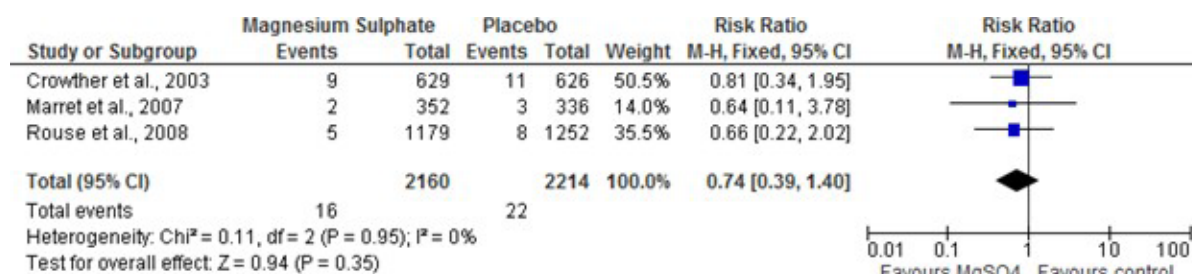 Magnesium Sulphate Placebo Risk Ratio Risk Ratio
Study or Subgroup Events Total Events Total Weight M-H, Fixed, 95% CI M-H, Fixed, 95% CI
Crowther et al., 2003 9 629 11 626 50.5% 0.81 [0.34, 1.95]
Marret et al., 2007 2 352 3 336 14.0% 0.64 [0.11, 3.78]
Rouse et al., 2008 5 1179 8 1252 35.5% 0.66 [0.22, 2.02]
Total (95% CI) 2160 2214 100.0% 0.74 [0.39, 1.40]
Total events 16 22
Heterogeneity: Chi² = 0.11, df = 2 (P = 0.95); I² = 0%
Test for overall effect: Z = 0.94 (P = 0.35)
0.01 0.1 1 10 100
Favours MgSO4 Favours control